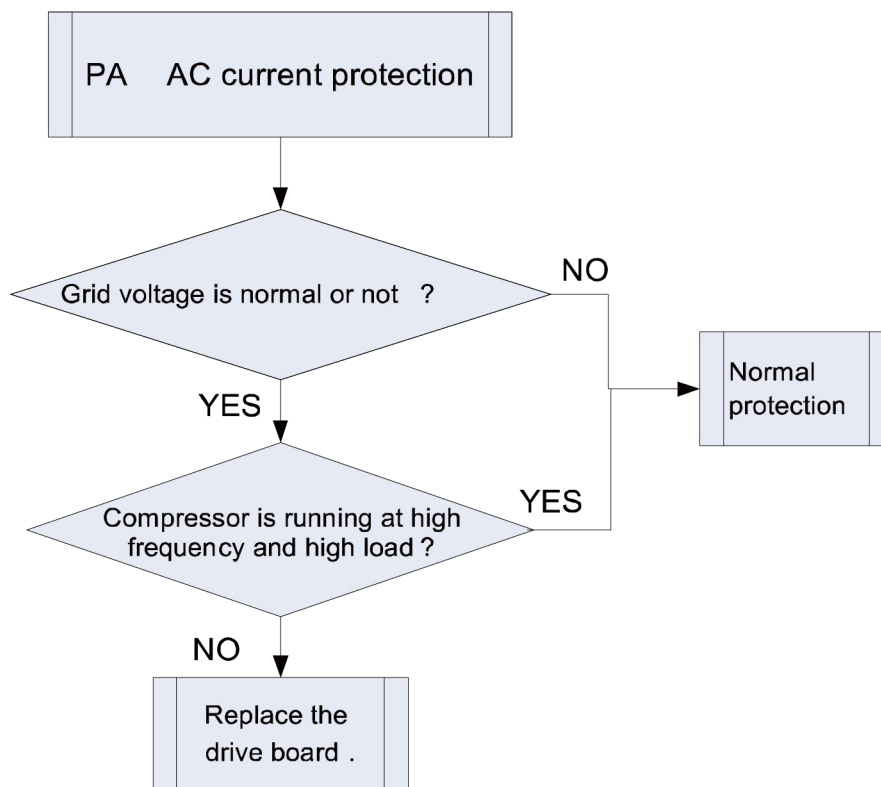 PA AC current protection
Grid voltage is normal or not ?
NO
YES
Normal
protection
Compressor is running at high
frequency and high load ?
YES
NO
Replace the
drive board .